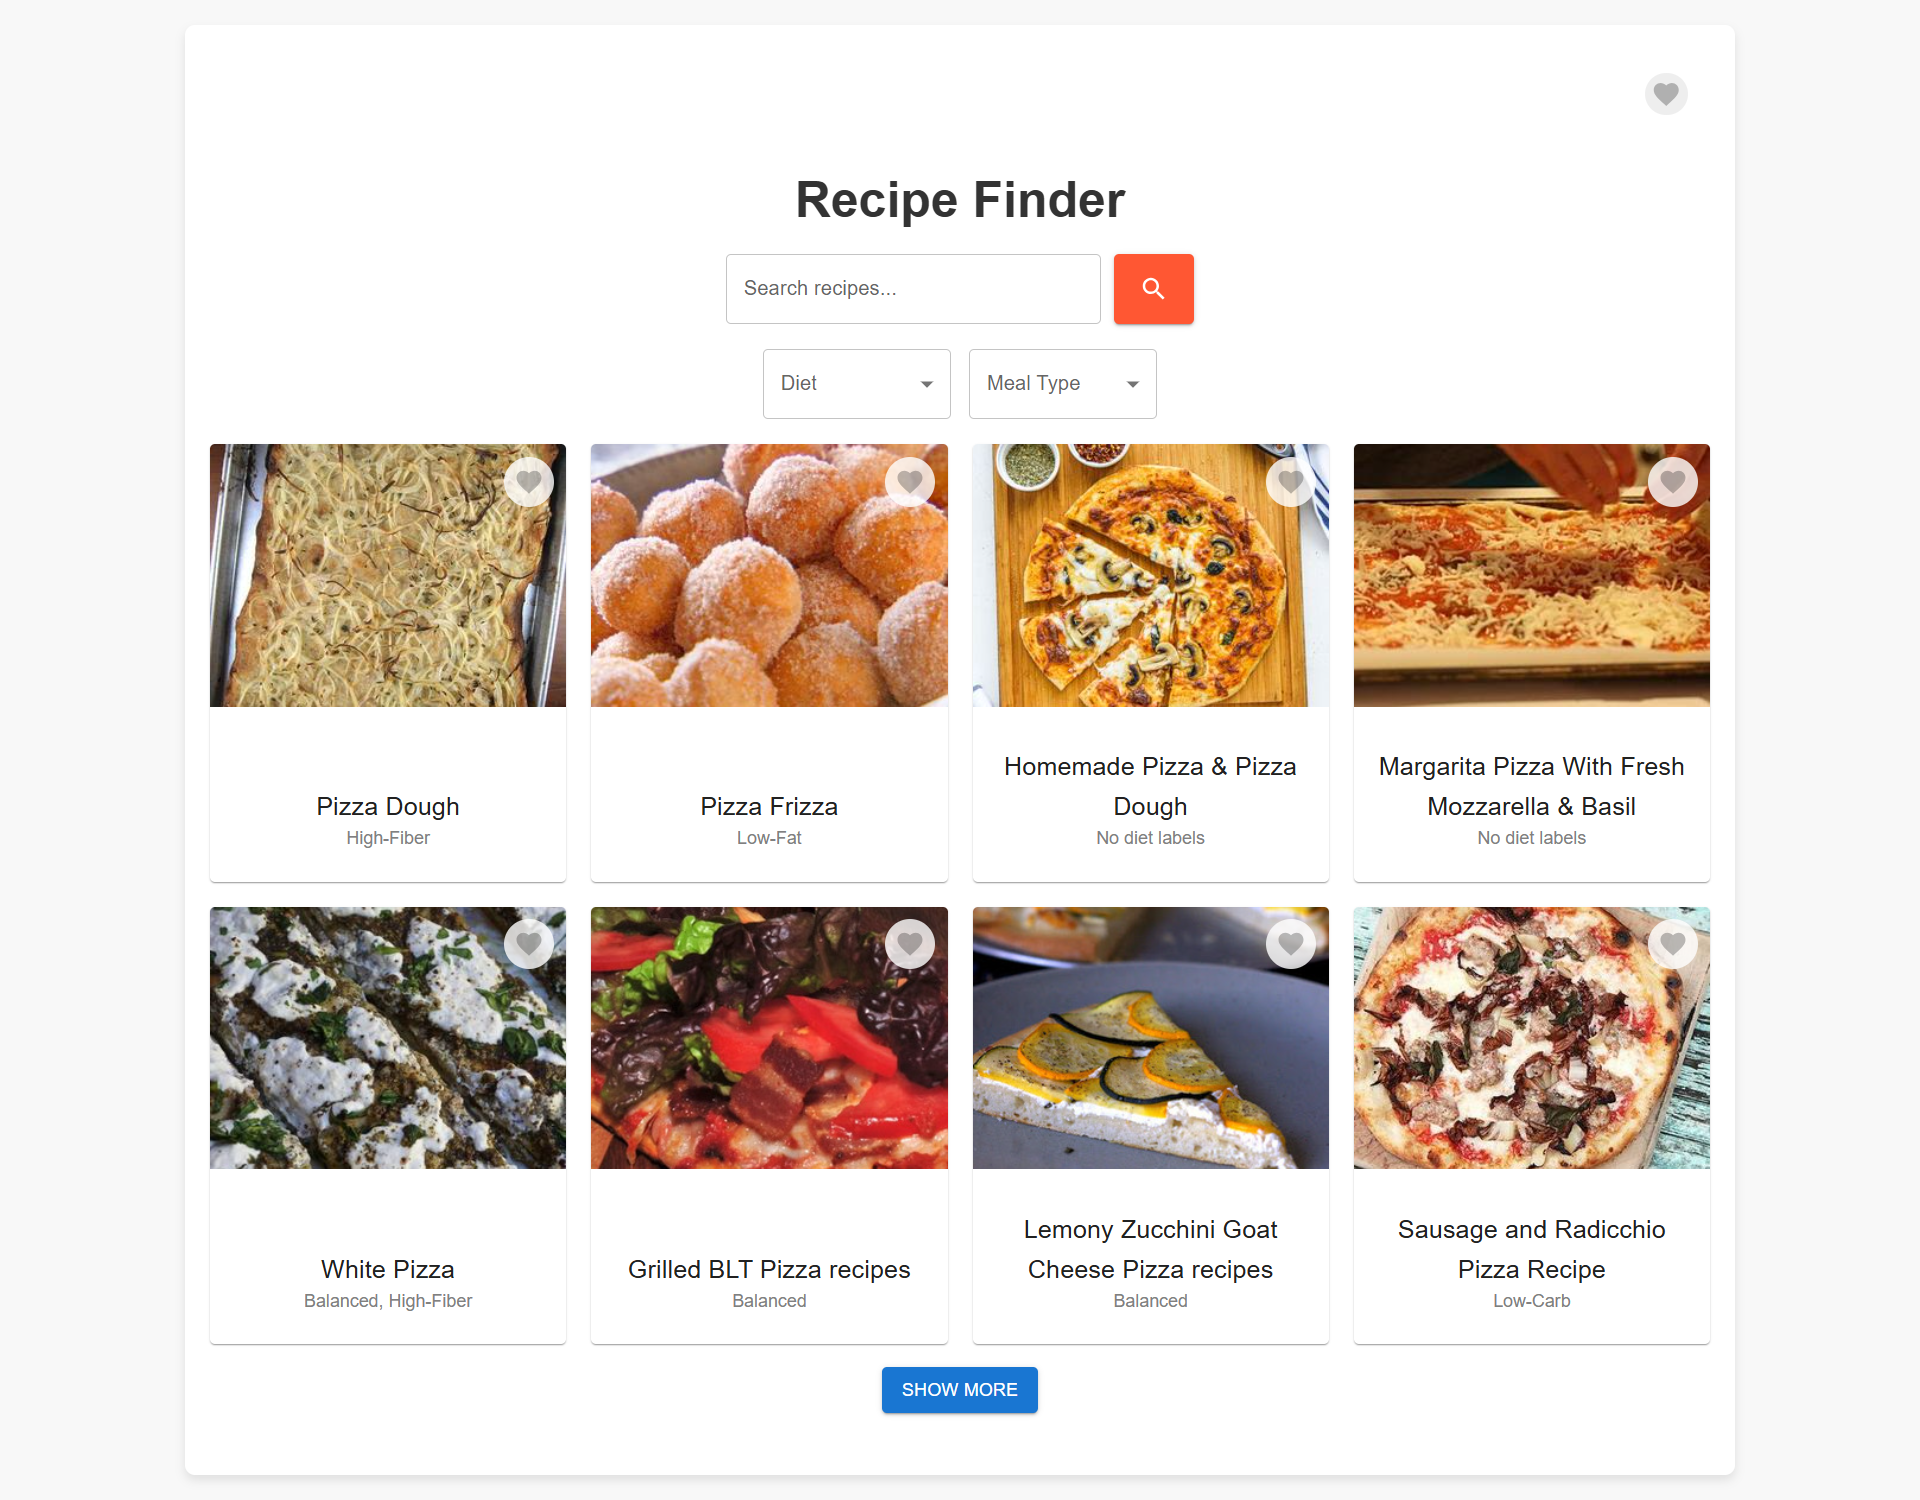 Recipe Finder
Search recipes...
Diet
Meal Type
Pizza Dough
High-Fiber
Pizza Frizza
Low-Fat
Homemade Pizza & Pizza
Dough
No diet labels
Margarita Pizza With Fresh
Mozzarella & Basil
No diet labels
White Pizza
Balanced, High-Fiber
Grilled BLT Pizza recipes
Balanced
Lemony Zucchini Goat
Cheese Pizza recipes
Balanced
Sausage and Radicchio
Pizza Recipe
Low-Carb
SHOW MORE